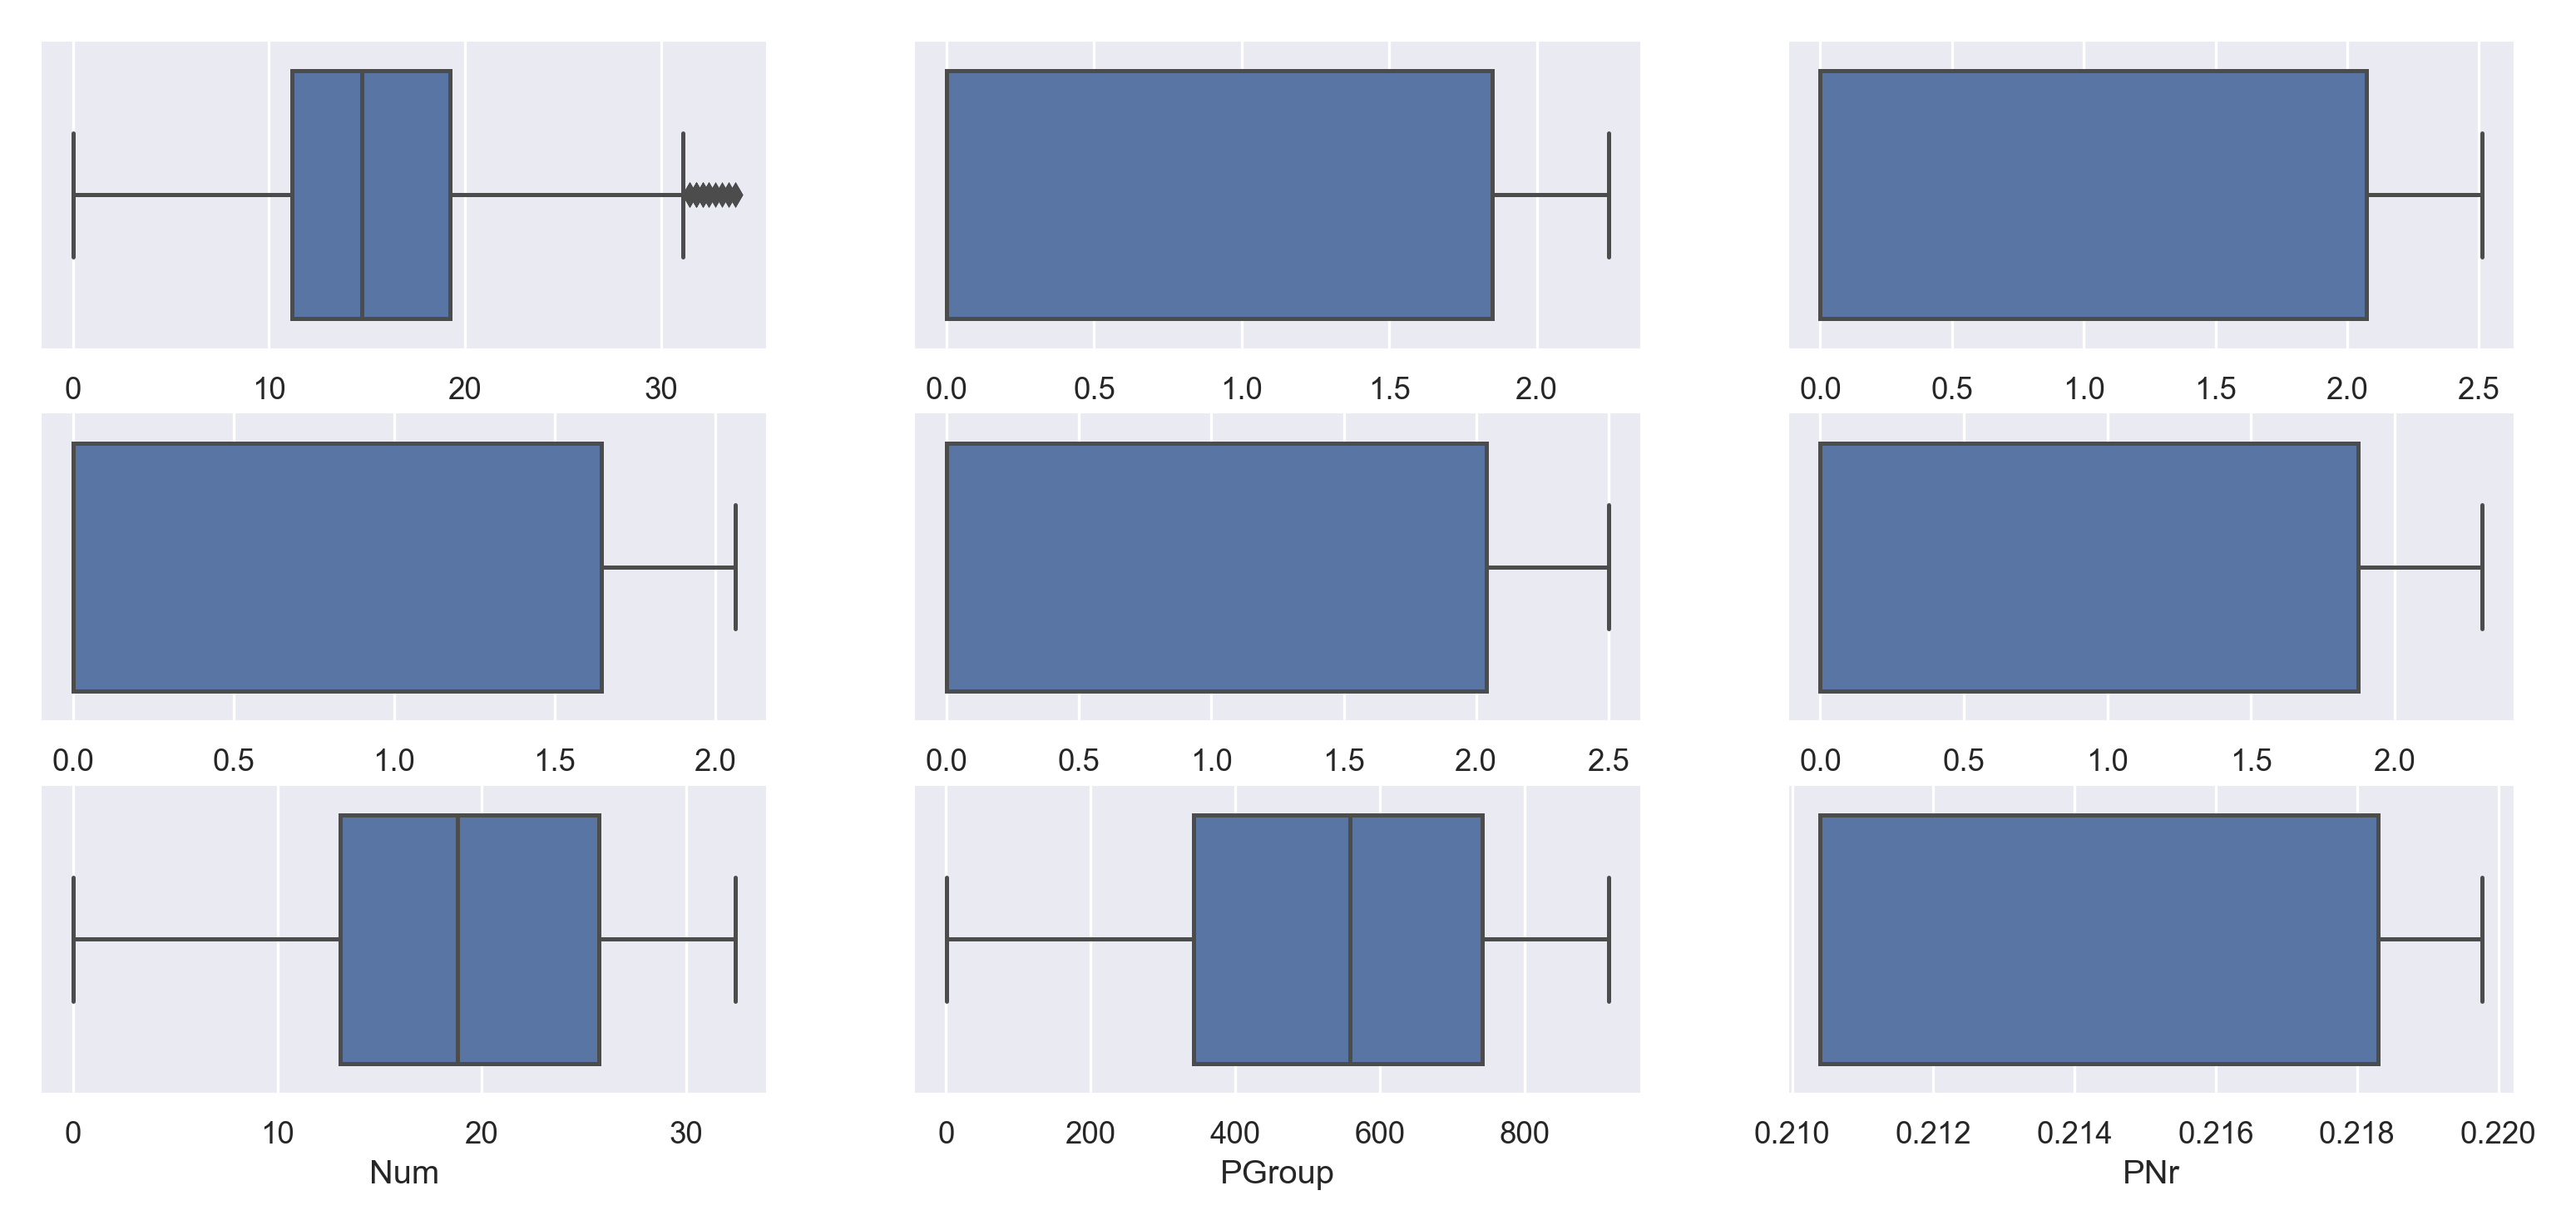 0 10 20 30 0.0 0.5 1.0 1.5 2.0 0.0 0.5 1.0 1.5 2.0 2.5
0.0 0.5 1.0 1.5 2.0 0.0 0.5 1.0 1.5 2.0 2.5 0.0 0.5 1.0 1.5 2.0
0 10 20 30 0 200 400 600 800 0.210 0.212 0.214 0.216 0.218 0.220
Num PGroup PNr